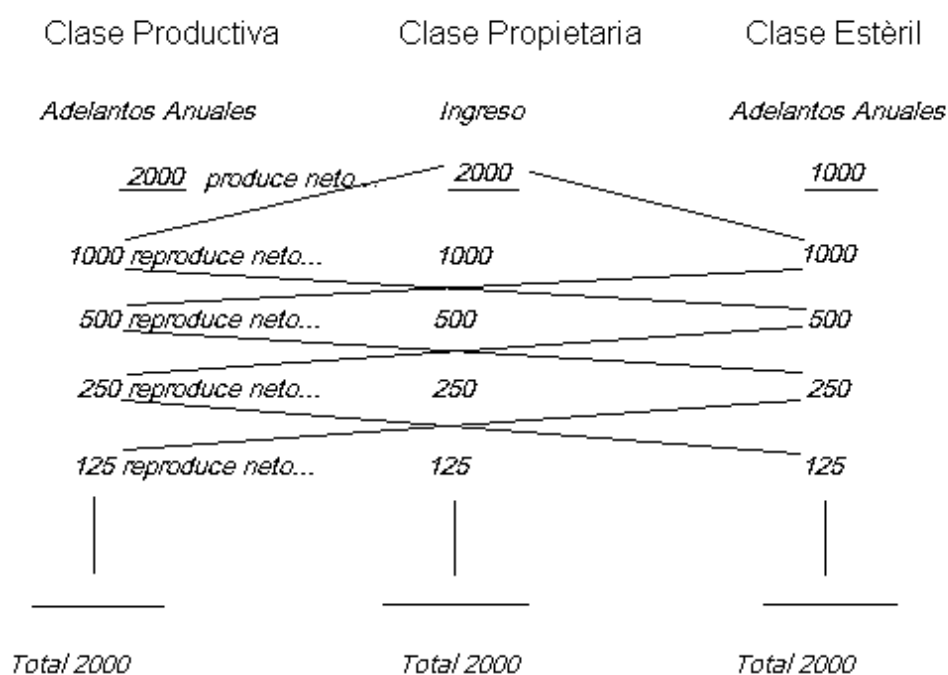 Clase Productiva Clase Propietaria Clase Estèril
Adelantos Anuales Ingreso Adelantos Anuales
2000 produce neto... 2000 1000
1000 reproduce neto... 1000 1000
500 reproduce neto... 500 500
250 reproduce neto... 250 250
125 reproduce neto... 125 125
Total 2000 Total 2000 Total 2000